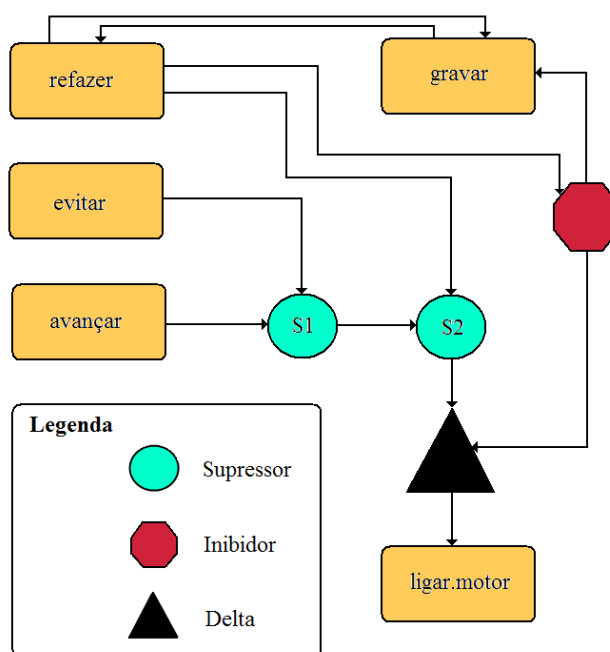 refazer
gravar
evitar
avançar
S1
S2
Legenda
Supressor
Inibidor
Delta
ligar.motor